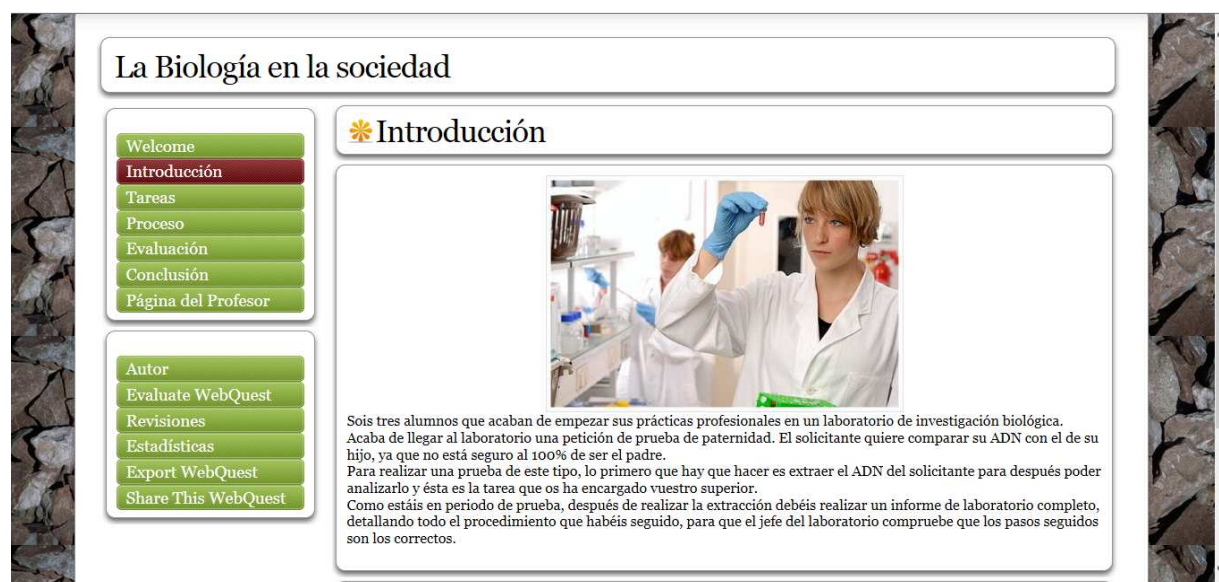 La Biología en la sociedad
Welcome
Introducción
Tareas
Proceso
Evaluación
Conclusión
Página del Profesor
Autor
Evaluate WebQuest
Revisiones
Estadísticas
Export WebQuest
Share This WebQuest
Introducción
Sois tres alumnos que acaban de empezar sus prácticas profesionales en un laboratorio de investigación biológica.
Acaba de llegar al laboratorio una petición de prueba de paternidad. El solicitante quiere comparar su ADN con el de su
hijo, ya que no está seguro al 100% de ser el padre.
Para realizar una prueba de este tipo, lo primero que hay que hacer es extraer el ADN del solicitante para después poder
analizarlo y ésta es la tarea que os ha encargado vuestro superior.
Como estáis en periodo de prueba, después de realizar la extracción debéis realizar un informe de laboratorio completo,
detallando todo el procedimiento que habéis seguido, para que el jefe del laboratorio compruebe que los pasos seguidos
son los correctos.